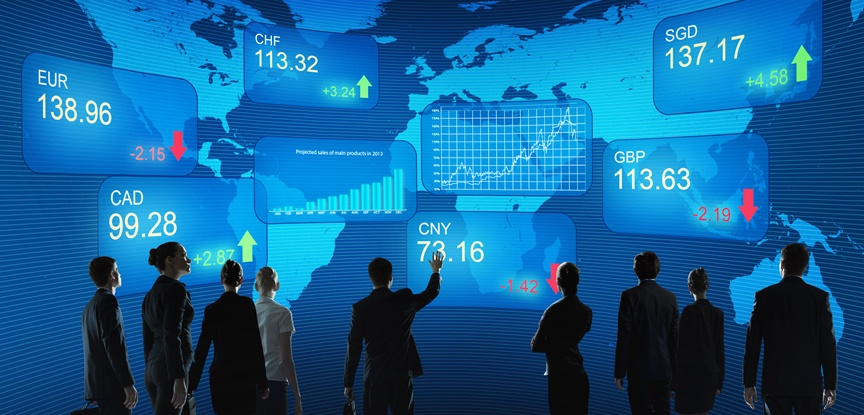 EUR
138.96
-2.15
CHF
113.32
+3.24
SGD
137.17
+4.58
Projected sales of main products in 2013
GBP
113.63
-2.19
CAD
99.28
+2.87
CNY
73.16
-1.42